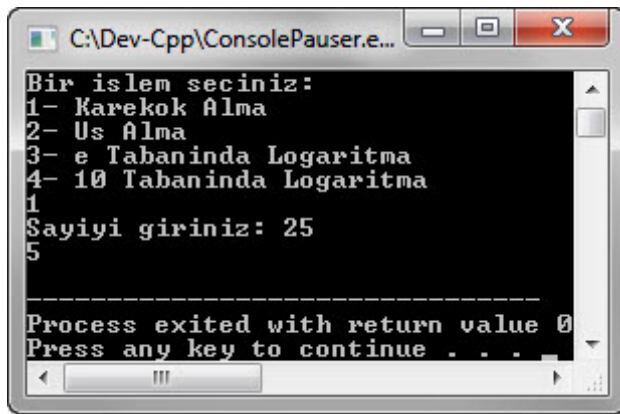 C:\Dev-Cpp\ConsolePauser.e...
Bir islem seciniz:
1- Karekok Alma
2- Us Alma
3- e Tabaninda Logaritma
4- 10 Tabaninda Logaritma
1
Sayiyi giriniz: 25
5
--------------------------------
Process exited with return value 0
Press any key to continue . . . _